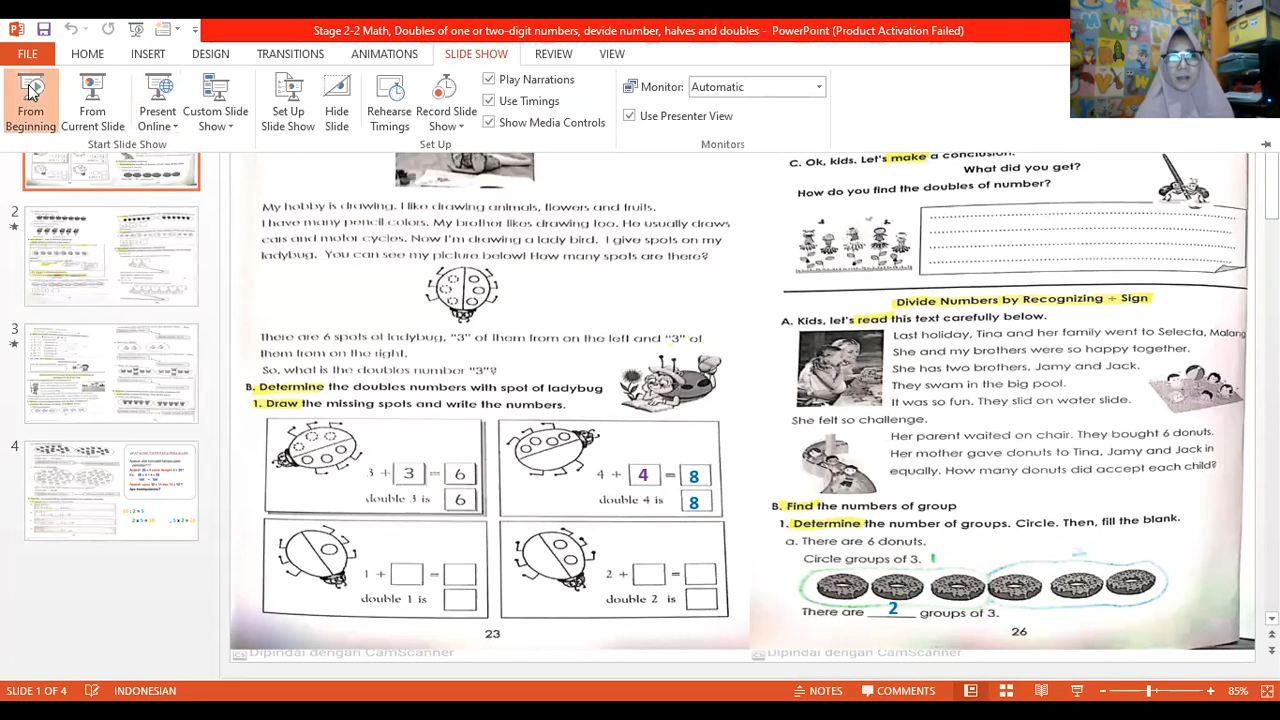 Stage 2-2 Math, Doubles of one or two-digit numbers, devide number, halves and doubles - PowerPoint (Product Activation Failed)
FILE HOME INSERT DESIGN TRANSITIONS ANIMATIONS SLIDE SHOW REVIEW VIEW
From Beginning
From Current Slide
Present Online
Custom Slide Show
Set Up Slide Show
Hide Slide
Rehearse Timings
Record Slide Show
Play Narrations
Use Timings
Show Media Controls
Monitor: Automatic
Use Presenter View
Start Slide Show
Set Up
Monitors
2
3
4
My hobby is drawing. I like drawing animals, flowers and fruits.
I have many pencil colors. My brother likes drawing too. He usually draws
cats and motor cycles. Now I'm drawing a ladybird. I give spots on my
ladybug. You can see my picture below! How many spots are there?
There are 6 spots of ladybug, "3" of them from on the left and "3" of
them from on the right.
So, what is the doubles number "3"?
B. Determine the doubles numbers with spot of ladybug
1. Draw the missing spots and write the numbers.
3 + 3 = 6
double 3 is 6
4 + 4 = 8
double 4 is 8
1 + =
double 1 is
2 + =
double 2 is
23
Dipindai dengan CamScanner
C. Ok, kids. Let's make a conclusion.
What did you get?
How do you find the doubles of number?
Divide Numbers by Recognizing ÷ Sign
A. Kids, let's read this text carefully below.
Last holiday, Tina and her family went to Selecta, Malang
She and my brothers were so happy together.
She has two brothers, Jamy and Jack.
They swam in the big pool.
It was so fun. They slid on water slide.
She felt so challenge.
Her parent waited on chair. They bought 6 donuts.
Her mother gave donuts to Tina, Jamy and Jack in
equally. How many donuts did accept each child?
B. Find the numbers of group
1. Determine the number of groups. Circle. Then, fill the blank.
a. There are 6 donuts.
Circle groups of 3. 1
2
There are 2 groups of 3.
26
Dipindai dengan CamScanner
SLIDE 1 OF 4 INDONESIAN NOTES COMMENTS 85%